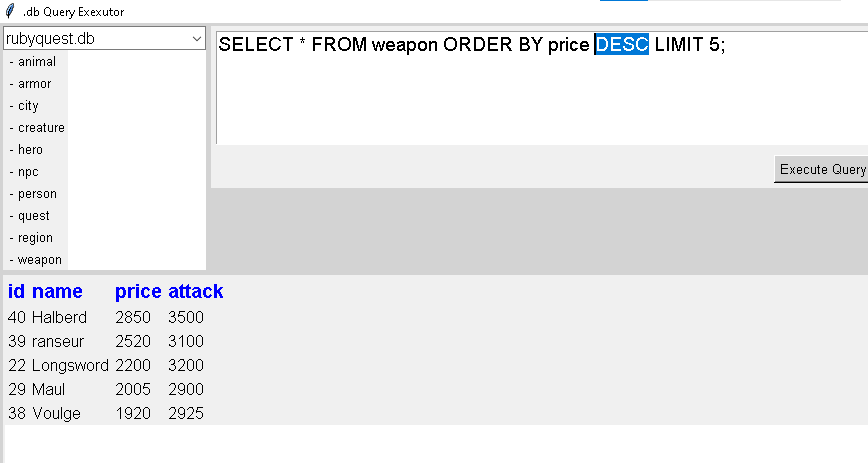 .db Query Exexutor
rubyquest.db
- animal
- armor
- city
- creature
- hero
- npc
- person
- quest
- region
- weapon
SELECT * FROM weapon ORDER BY price DESC LIMIT 5;
Execute Query
id name price attack
40 Halberd 2850 3500
39 ranseur 2520 3100
22 Longsword 2200 3200
29 Maul 2005 2900
38 Voulge 1920 2925